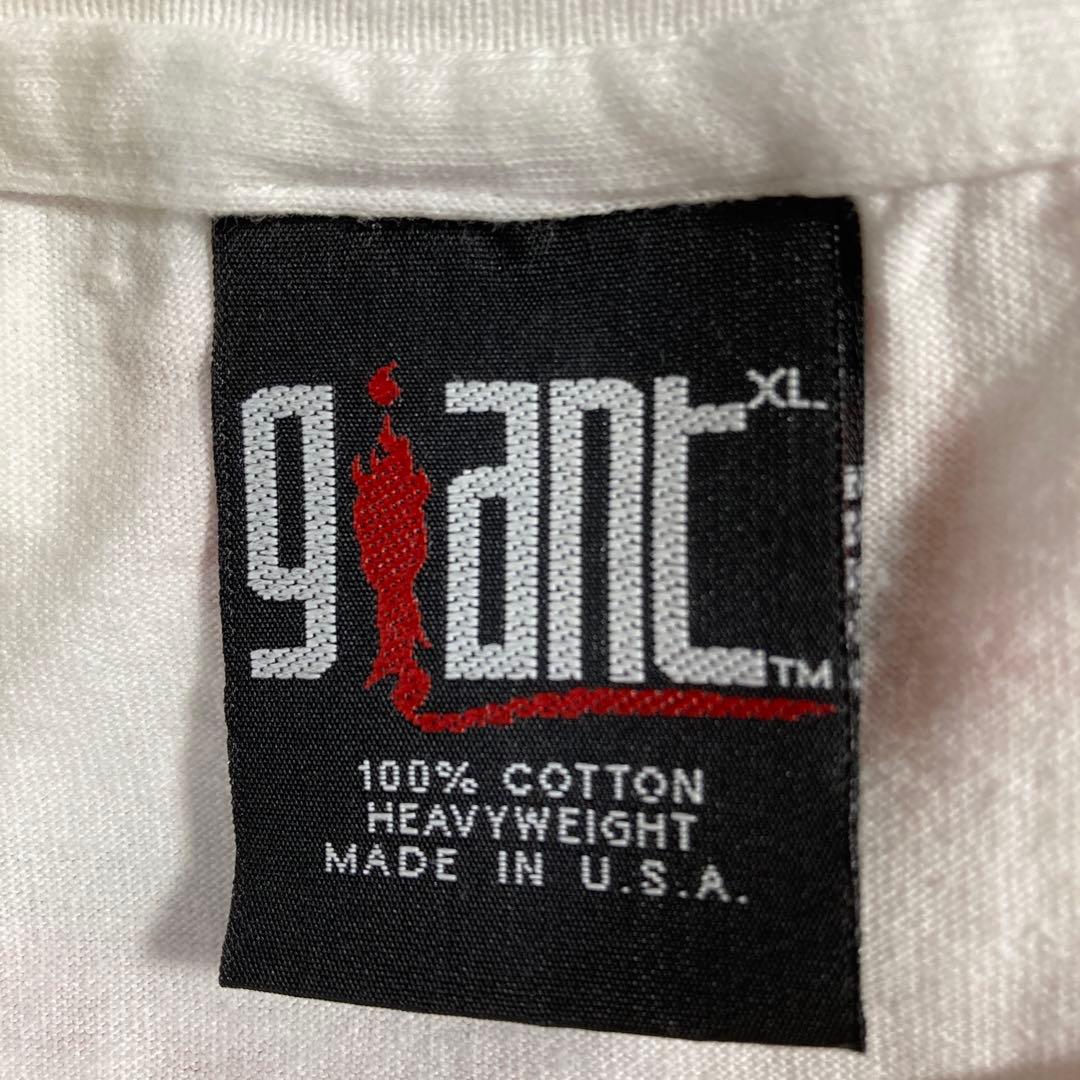 giant XL
TM
100% COTTON
HEAVYWEIGHT
MADE IN U.S.A.